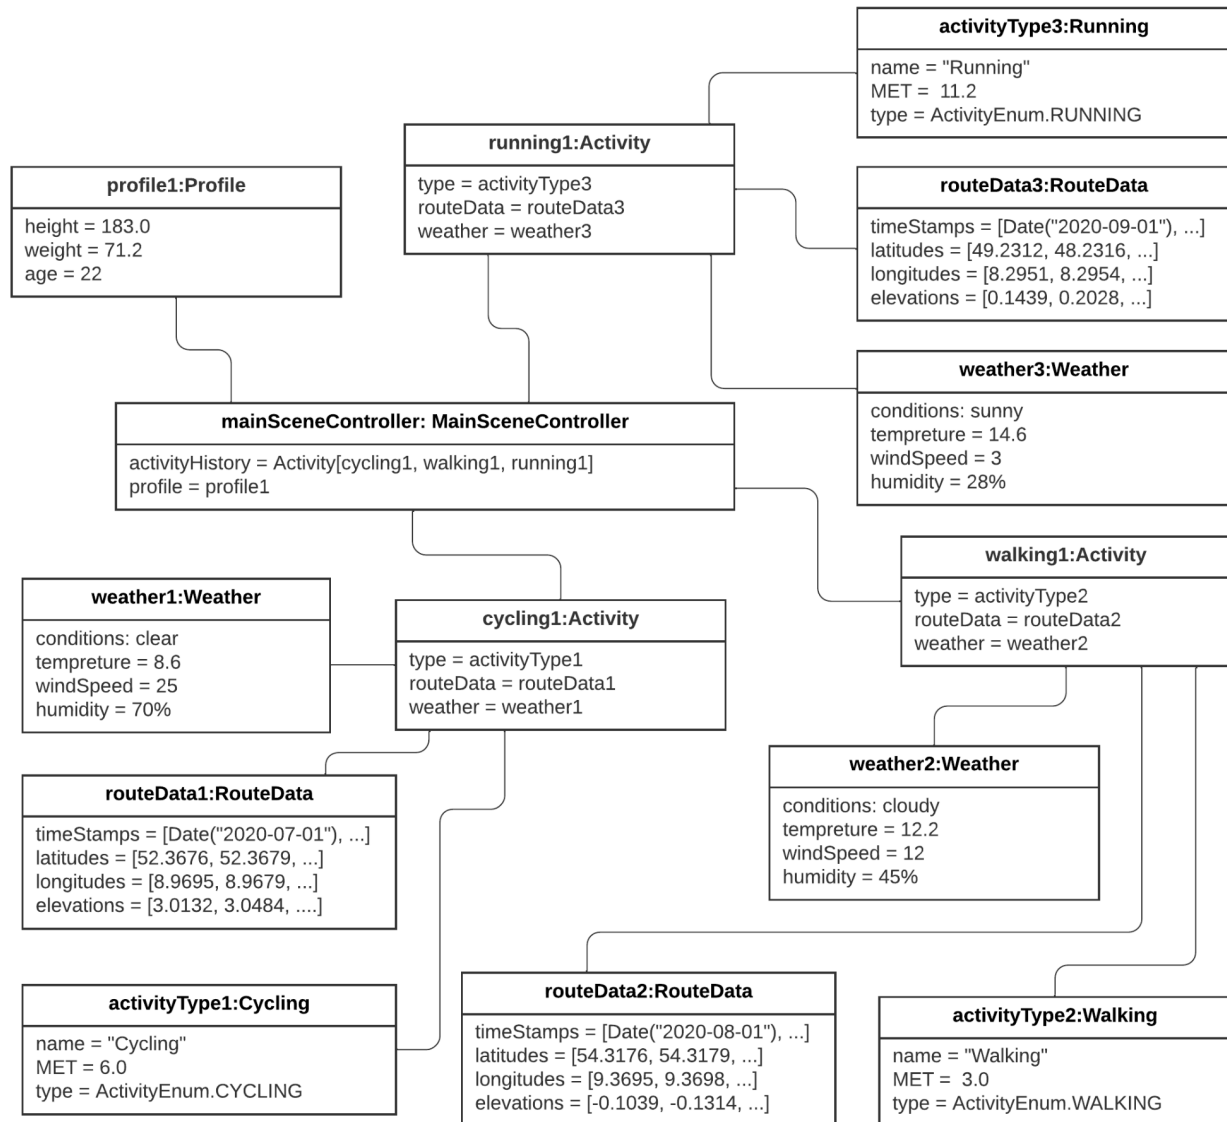 activityType3:Running
name = "Running"
MET =  11.2
type = ActivityEnum.RUNNING
running1:Activity
type = activityType3
routeData = routeData3
weather = weather3
profile1:Profile
height = 183.0
weight = 71.2
age = 22
routeData3:RouteData
timeStamps = [Date("2020-09-01"), ...]
latitudes = [49.2312, 48.2316, ...]
longitudes = [8.2951, 8.2954, ...]
elevations = [0.1439, 0.2028, ...]
weather3:Weather
conditions: sunny
tempreture = 14.6
windSpeed = 3
humidity = 28%
mainSceneController: MainSceneController
activityHistory = Activity[cycling1, walking1, running1]
profile = profile1
walking1:Activity
type = activityType2
routeData = routeData2
weather = weather2
weather1:Weather
conditions: clear
tempreture = 8.6
windSpeed = 25
humidity = 70%
cycling1:Activity
type = activityType1
routeData = routeData1
weather = weather1
weather2:Weather
conditions: cloudy
tempreture = 12.2
windSpeed = 12
humidity = 45%
routeData1:RouteData
timeStamps = [Date("2020-07-01"), ...]
latitudes = [52.3676, 52.3679, ...]
longitudes = [8.9695, 8.9679, ...]
elevations = [3.0132, 3.0484, ....]
activityType1:Cycling
name = "Cycling"
MET = 6.0
type = ActivityEnum.CYCLING
routeData2:RouteData
timeStamps = [Date("2020-08-01"), ...]
latitudes = [54.3176, 54.3179, ...]
longitudes = [9.3695, 9.3698, ...]
elevations = [-0.1039, -0.1314, ...]
activityType2:Walking
name = "Walking"
MET =  3.0
type = ActivityEnum.WALKING